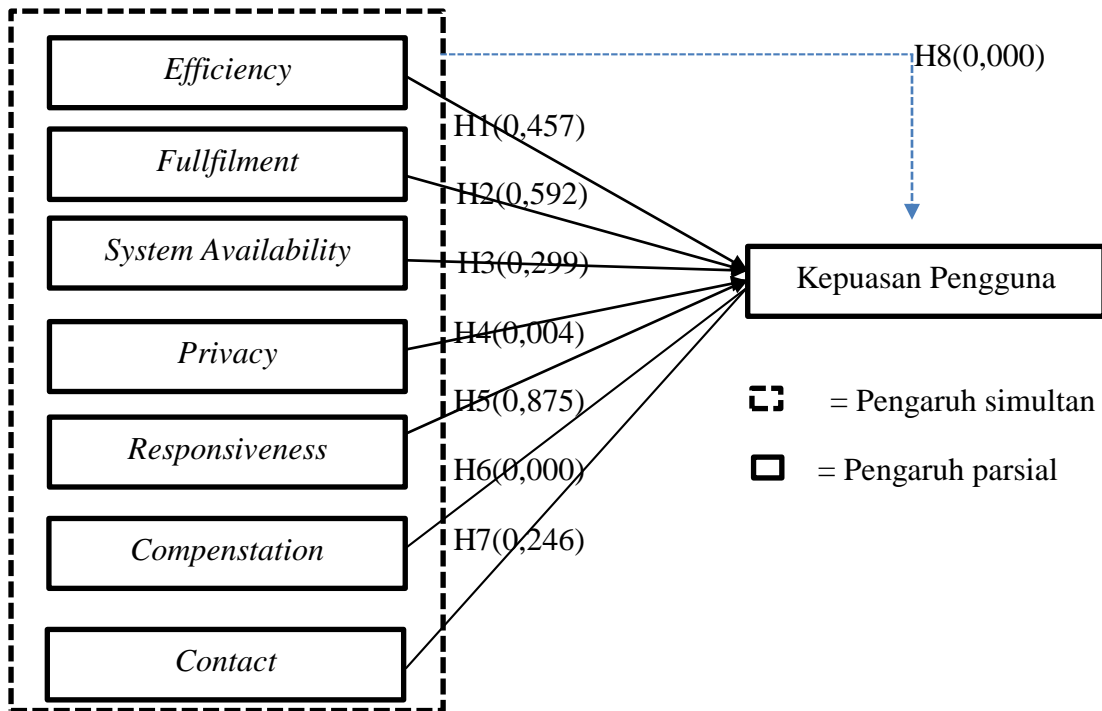 Efficiency
Fullfilment
System Availability
Privacy
Responsiveness
Compenstation
Contact
H1(0,457)
H2(0,592)
H3(0,299)
H4(0,004)
H5(0,875)
H6(0,000)
H7(0,246)
H8(0,000)
Kepuasan Pengguna
= Pengaruh simultan
= Pengaruh parsial